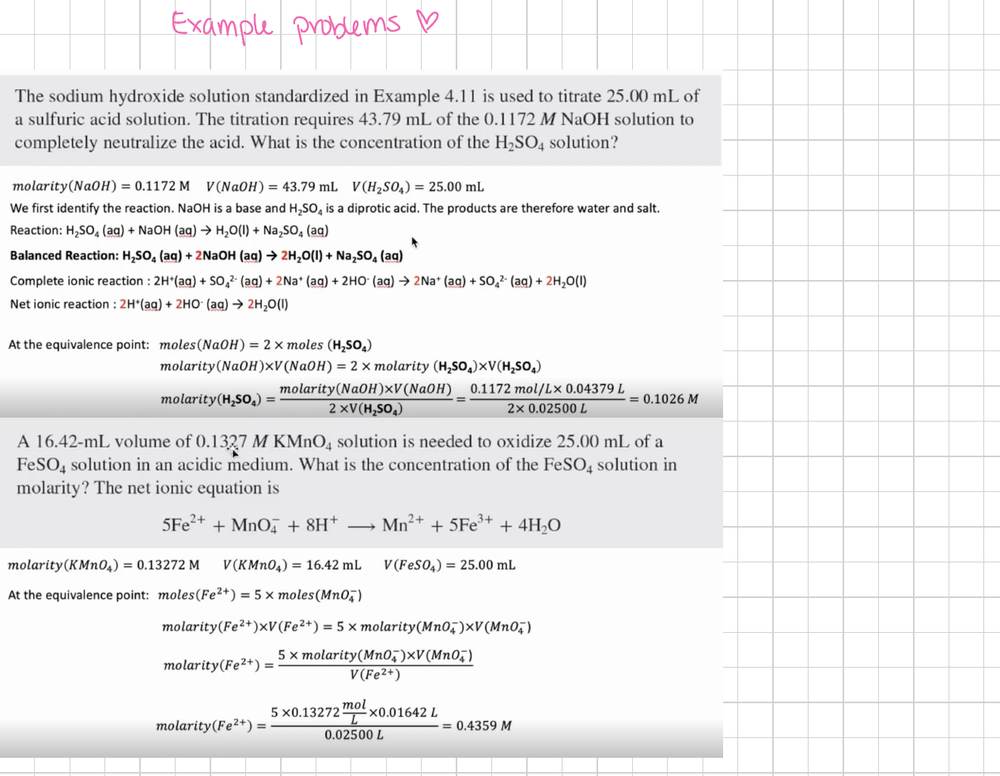 Example problems ♡
The sodium hydroxide solution standardized in Example 4.11 is used to titrate 25.00 mL of
a sulfuric acid solution. The titration requires 43.79 mL of the 0.1172 M NaOH solution to
completely neutralize the acid. What is the concentration of the H₂SO₄ solution?
molarity(NaOH) = 0.1172 M V(NaOH) = 43.79 mL V(H₂SO₄) = 25.00 mL
We first identify the reaction. NaOH is a base and H₂SO₄ is a diprotic acid. The products are therefore water and salt.
Reaction: H₂SO₄ (aq) + NaOH (aq) → H₂O(l) + Na₂SO₄ (aq)
Balanced Reaction: H₂SO₄ (aq) + 2NaOH (aq) → 2H₂O(l) + Na₂SO₄ (aq)
Complete ionic reaction : 2H⁺(aq) + SO₄²⁻ (aq) + 2Na⁺ (aq) + 2HO⁻ (aq) → 2Na⁺ (aq) + SO₄²⁻ (aq) + 2H₂O(l)
Net ionic reaction : 2H⁺(aq) + 2HO⁻ (aq) → 2H₂O(l)
At the equivalence point: moles(NaOH) = 2 × moles (H₂SO₄)
molarity(NaOH)×V(NaOH) = 2 × molarity (H₂SO₄)×V(H₂SO₄)
molarity(H₂SO₄) = molarity(NaOH)×V(NaOH) / 2 ×V(H₂SO₄) = 0.1172 mol/L× 0.04379 L / 2× 0.02500 L = 0.1026 M
A 16.42-mL volume of 0.1327 M KMnO₄ solution is needed to oxidize 25.00 mL of a
FeSO₄ solution in an acidic medium. What is the concentration of the FeSO₄ solution in
molarity? The net ionic equation is
5Fe²⁺ + MnO₄⁻ + 8H⁺ ⟶ Mn²⁺ + 5Fe³⁺ + 4H₂O
molarity(KMnO₄) = 0.13272 M V(KMnO₄) = 16.42 mL V(FeSO₄) = 25.00 mL
At the equivalence point: moles(Fe²⁺) = 5 × moles(MnO₄⁻)
molarity(Fe²⁺)×V(Fe²⁺) = 5 × molarity(MnO₄⁻)×V(MnO₄⁻)
molarity(Fe²⁺) = 5 × molarity(MnO₄⁻)×V(MnO₄⁻) / V(Fe²⁺)
molarity(Fe²⁺) = 5 ×0.13272 mol/L ×0.01642 L / 0.02500 L = 0.4359 M